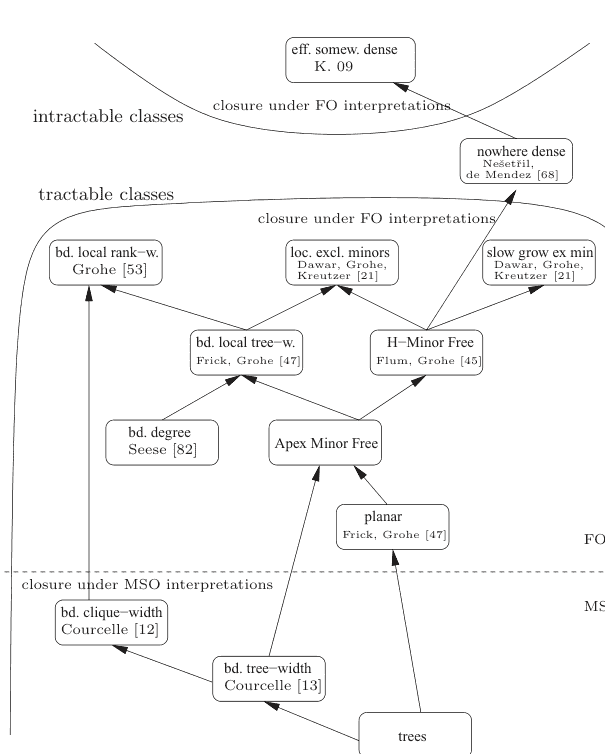 eff. somew. dense
K. 09
closure under FO interpretations
intractable classes
nowhere dense
Nešetřil,
de Mendez [68]
tractable classes
closure under FO interpretations
bd. local rank−w.
Grohe [53]
loc. excl. minors
Dawar, Grohe,
Kreutzer [21]
slow grow ex min
Dawar, Grohe,
Kreutzer [21]
bd. local tree−w.
Frick, Grohe [47]
H−Minor Free
Flum, Grohe [45]
bd. degree
Seese [82]
Apex Minor Free
planar
Frick, Grohe [47]
FO
closure under MSO interpretations
MS
bd. clique−width
Courcelle [12]
bd. tree−width
Courcelle [13]
trees